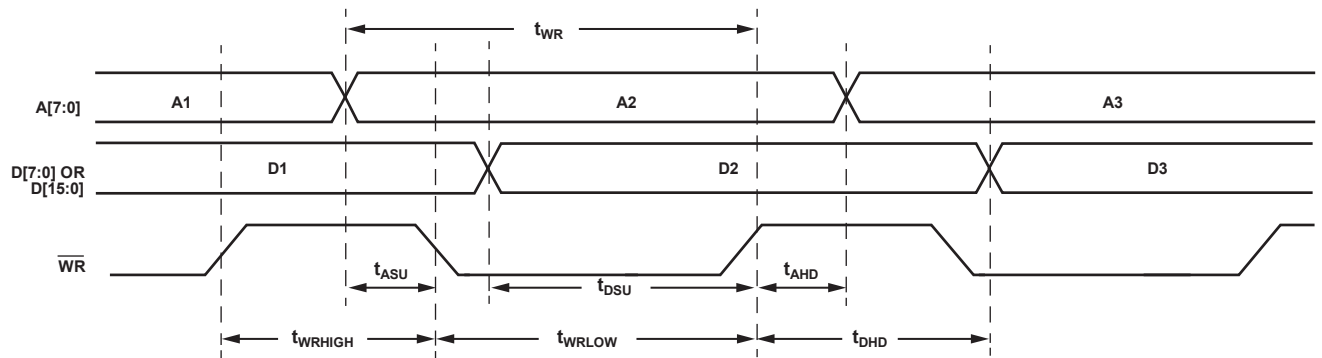 tWR
A[7:0]
A1
A2
A3
D[7:0] OR
D[15:0]
D1
D2
D3
WR
tASU
tDSU
tAHD
tWRHIGH
tWRLOW
tDHD